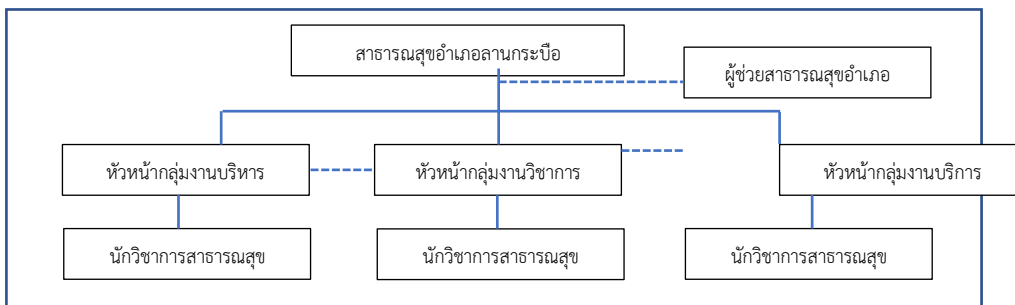 สาธารณสุขอำเภอลานกระบือ
ผู้ช่วยสาธารณสุขอำเภอ
หัวหน้ากลุ่มงานบริหาร
หัวหน้ากลุ่มงานวิชาการ
หัวหน้ากลุ่มงานบริการ
นักวิชาการสาธารณสุข
นักวิชาการสาธารณสุข
นักวิชาการสาธารณสุข